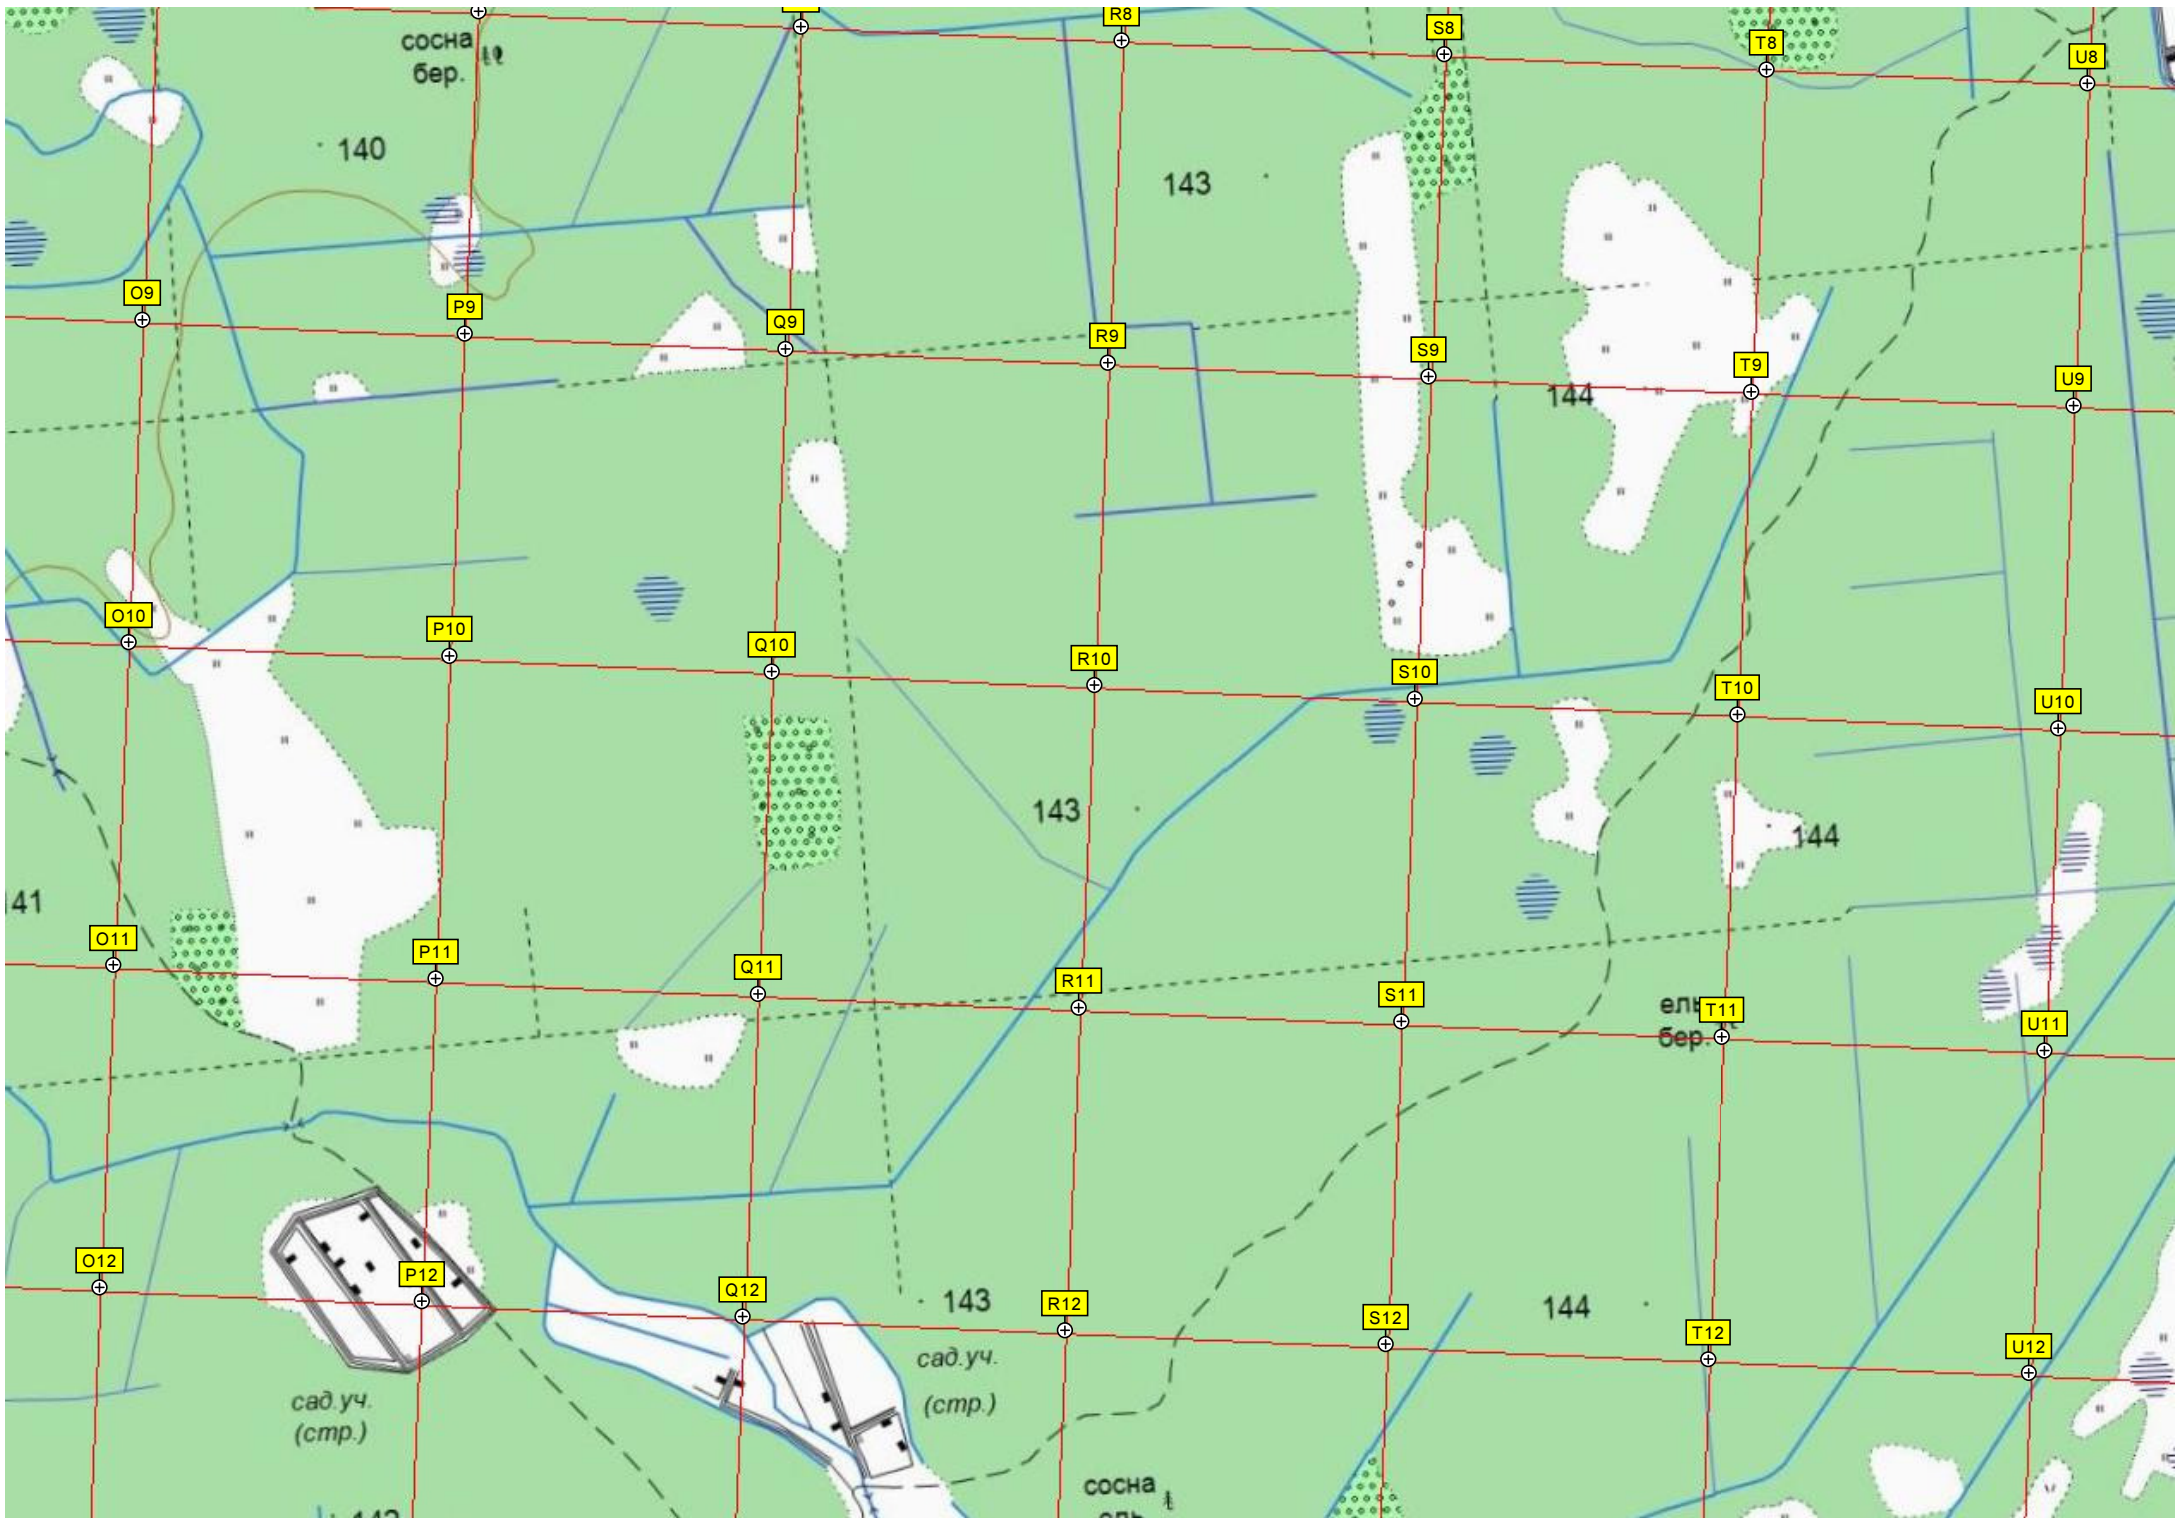 R8
S8
T8
U8
сосна
бер.
140
143
O9
P9
Q9
R9
S9
T9
U9
144
O10
P10
Q10
R10
S10
T10
U10
143
144
41
O11
P11
Q11
R11
S11
T11
U11
ель
бер.
O12
P12
Q12
R12
S12
T12
U12
143
144
сад.уч.
(стр.)
сад.уч.
(стр.)
сосна